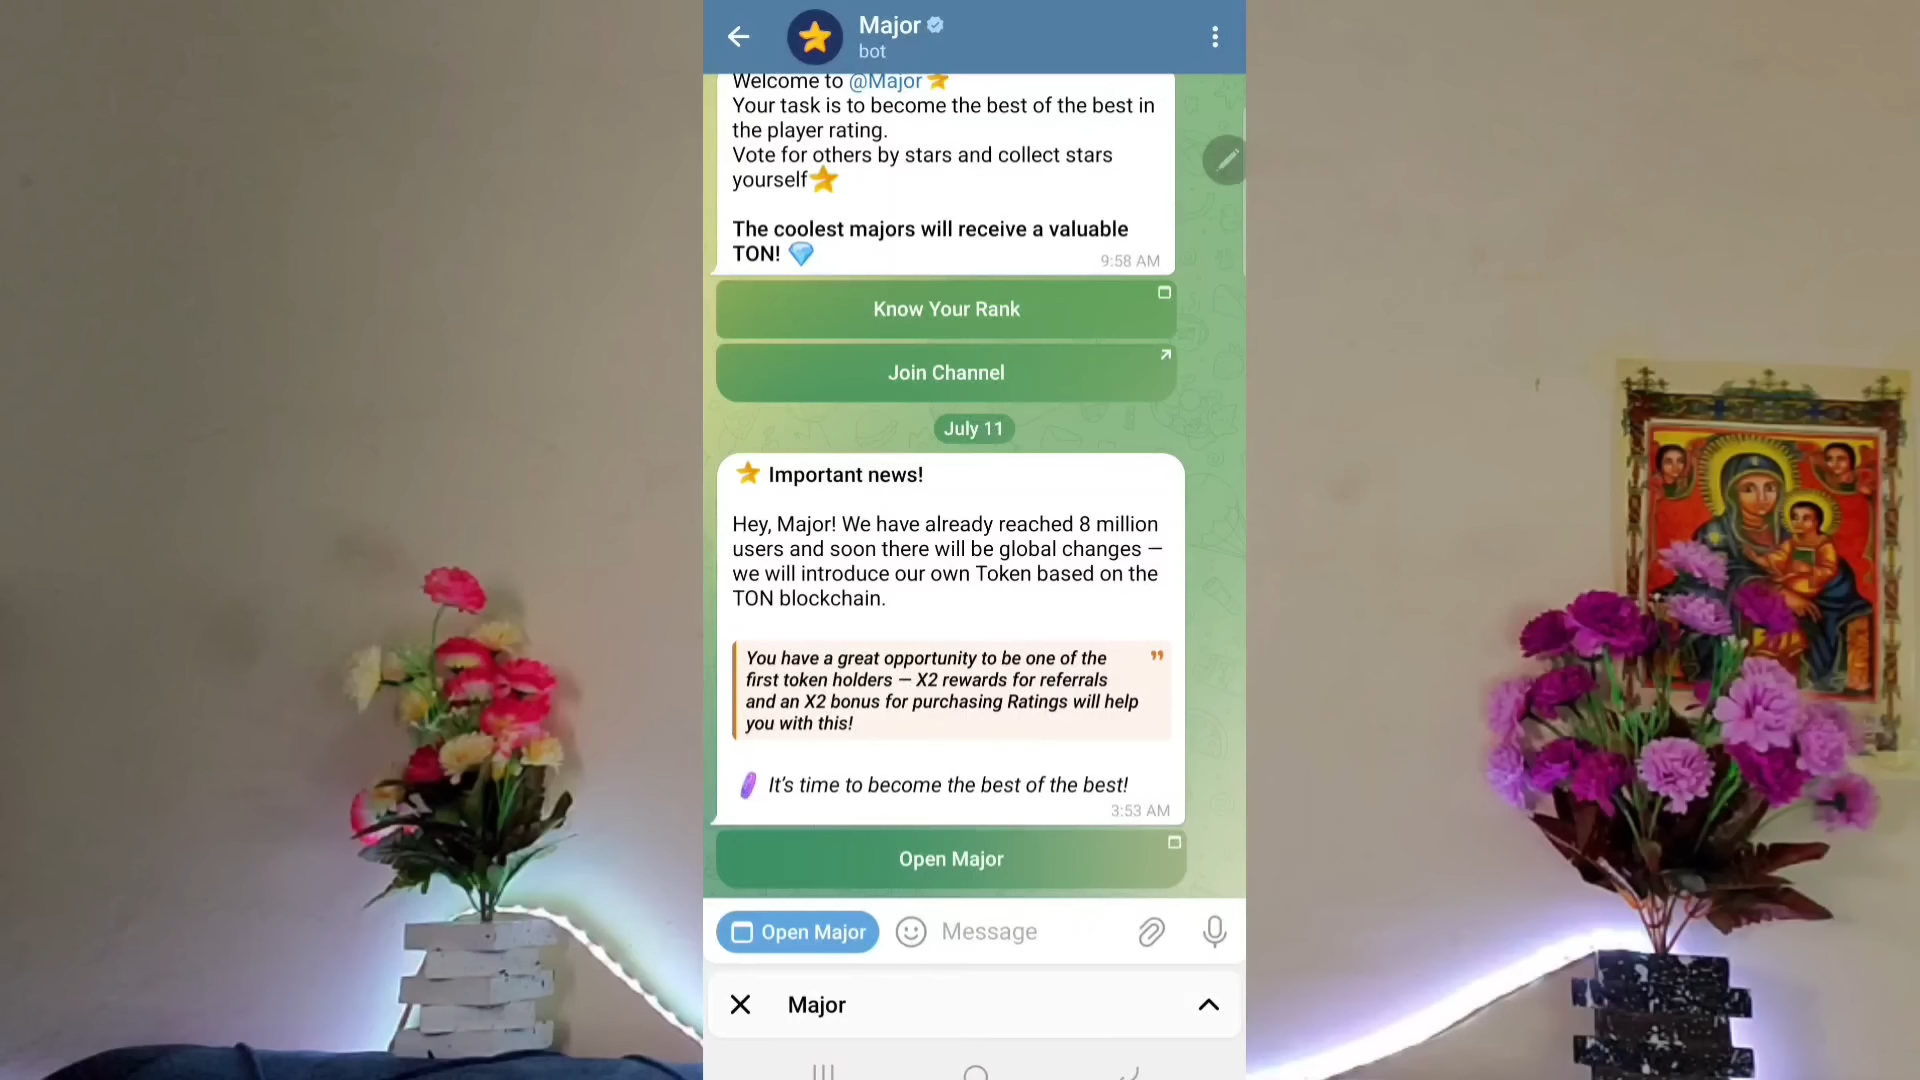 Major
bot
Welcome to @Major⭐
Your task is to become the best of the best in
the player rating.
Vote for others by stars and collect stars
yourself⭐
The coolest majors will receive a valuable
TON! 💎
9:58 AM
Know Your Rank
Join Channel
July 11
⭐ Important news!
Hey, Major! We have already reached 8 million
users and soon there will be global changes —
we will introduce our own Token based on the
TON blockchain.
You have a great opportunity to be one of the
first token holders — X2 rewards for referrals
and an X2 bonus for purchasing Ratings will help
you with this!
It's time to become the best of the best!
3:53 AM
Open Major
Open Major
Message
Major